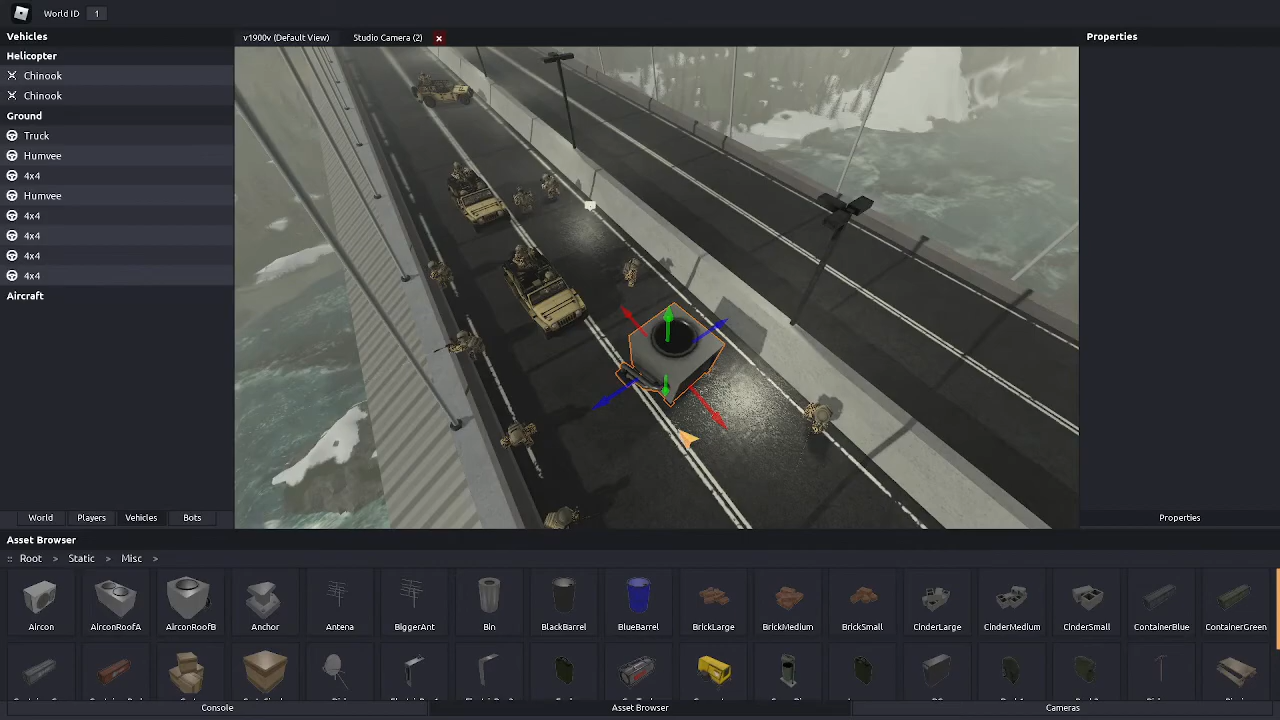 World ID 1
Vehicles
Helicopter
Chinook
Chinook
Ground
Truck
Humvee
4x4
Humvee
4x4
4x4
4x4
4x4
Aircraft
World Players Vehicles Bots
v1900v (Default View) Studio Camera (2) x
Properties
Properties
Asset Browser
:: Root > Static > Misc >
Aircon AirconRoofA AirconRoofB Anchor Antena BiggerAnt Bin BlackBarrel BlueBarrel BrickLarge BrickMedium BrickSmall CinderLarge CinderMedium CinderSmall ContainerBlue ContainerGreen
Console Asset Browser Cameras